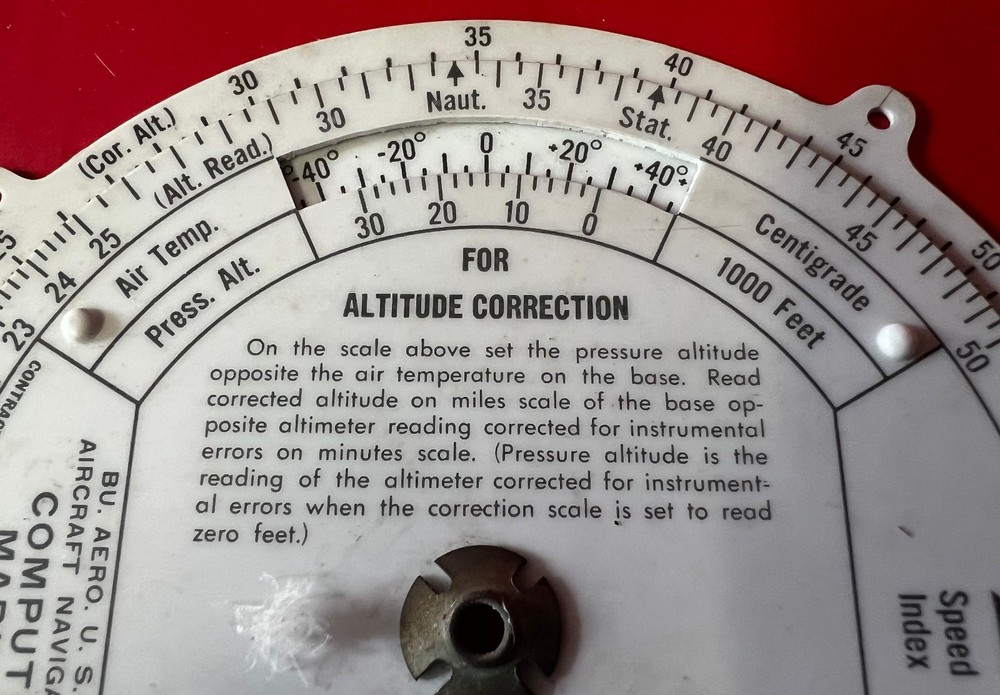 35
30
40
(Cor. Alt.)
45
30
Naut.
35
Stat.
40
(Alt. Read.)
-40° -20° 0 +20° +40°
25
45
50
24
Air Temp.
30 20 10 0
Centigrade
Press. Alt.
1000 Feet
23
50
FOR
ALTITUDE CORRECTION
On the scale above set the pressure altitude
opposite the air temperature on the base. Read
corrected altitude on miles scale of the base op-
posite altimeter reading corrected for instrumental
errors on minutes scale. (Pressure altitude is the
reading of the altimeter corrected for instrument-
al errors when the correction scale is set to read
zero feet.)
BU. AERO. U. S.
AIRCRAFT NAVIGA
COMPUT
Speed
Index